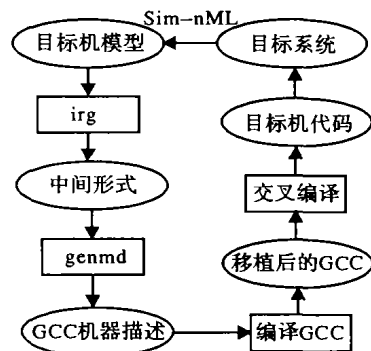 Sim-nML
目标机模型
目标系统
irg
目标机代码
中间形式
交叉编译
genmd
移植后的GCC
GCC机器描述
编译GCC